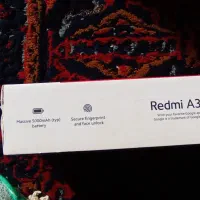 Massive 5000mAh (typ)
battery
Secure fingerprint
and face unlock
Redmi A3